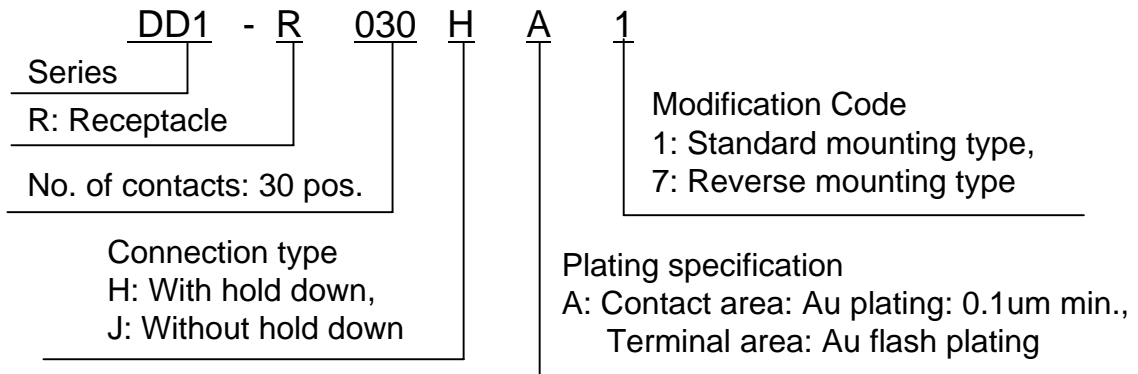 DD1 - R 030 H A 1
Series
R: Receptacle
No. of contacts: 30 pos.
Connection type
H: With hold down,
J: Without hold down
Modification Code
1: Standard mounting type,
7: Reverse mounting type
Plating specification
A: Contact area: Au plating: 0.1um min.,
Terminal area: Au flash plating